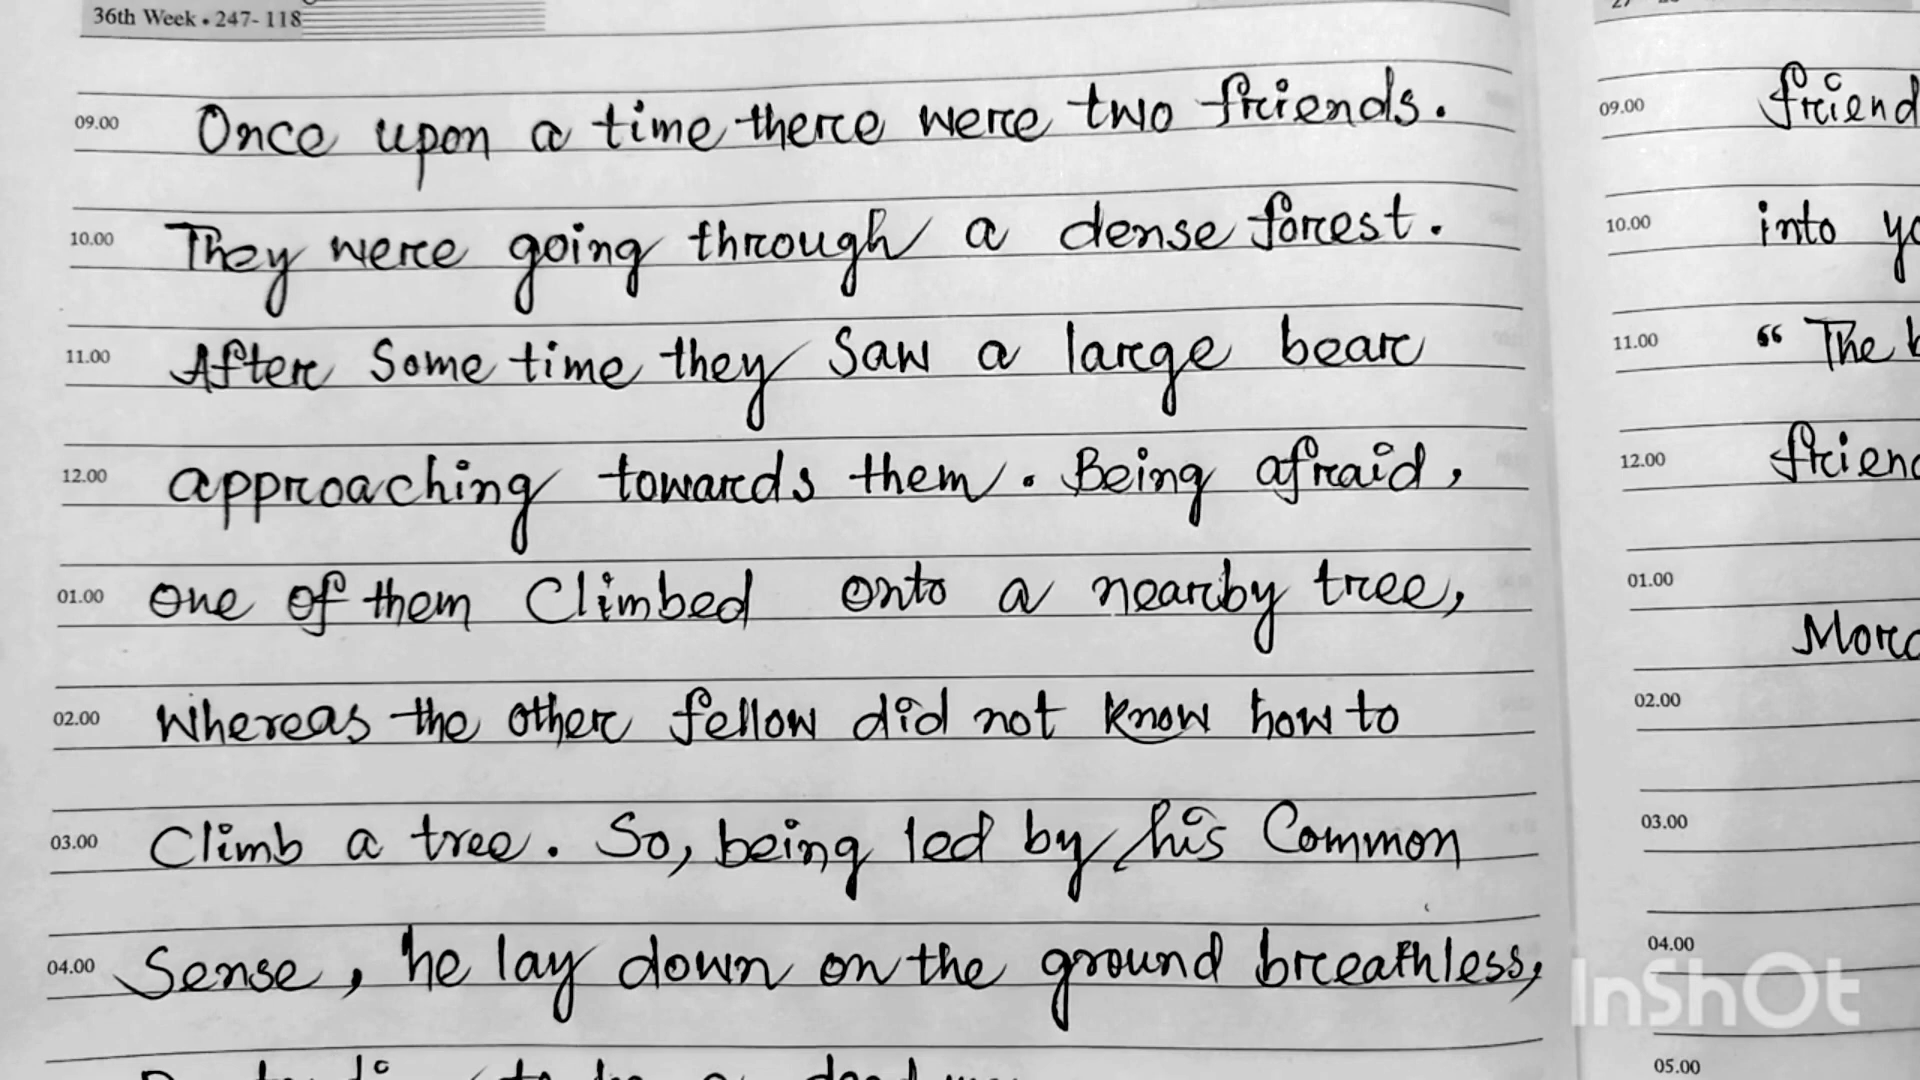 36th Week • 247-118
09.00 Once upon a time there were two friends.
10.00 They were going through a dense forest.
11.00 After Some time they Saw a large bear
12.00 approaching towards them. Being afraid,
01.00 one of them Climbed onto a nearby tree,
02.00 Whereas the other fellow did not know how to
03.00 Climb a tree. So, being led by his Common
04.00 Sense, he lay down on the ground breathless,
09.00 friend
10.00 into
11.00 “ The
12.00
01.00
02.00
03.00
04.00
05.00
InShOt